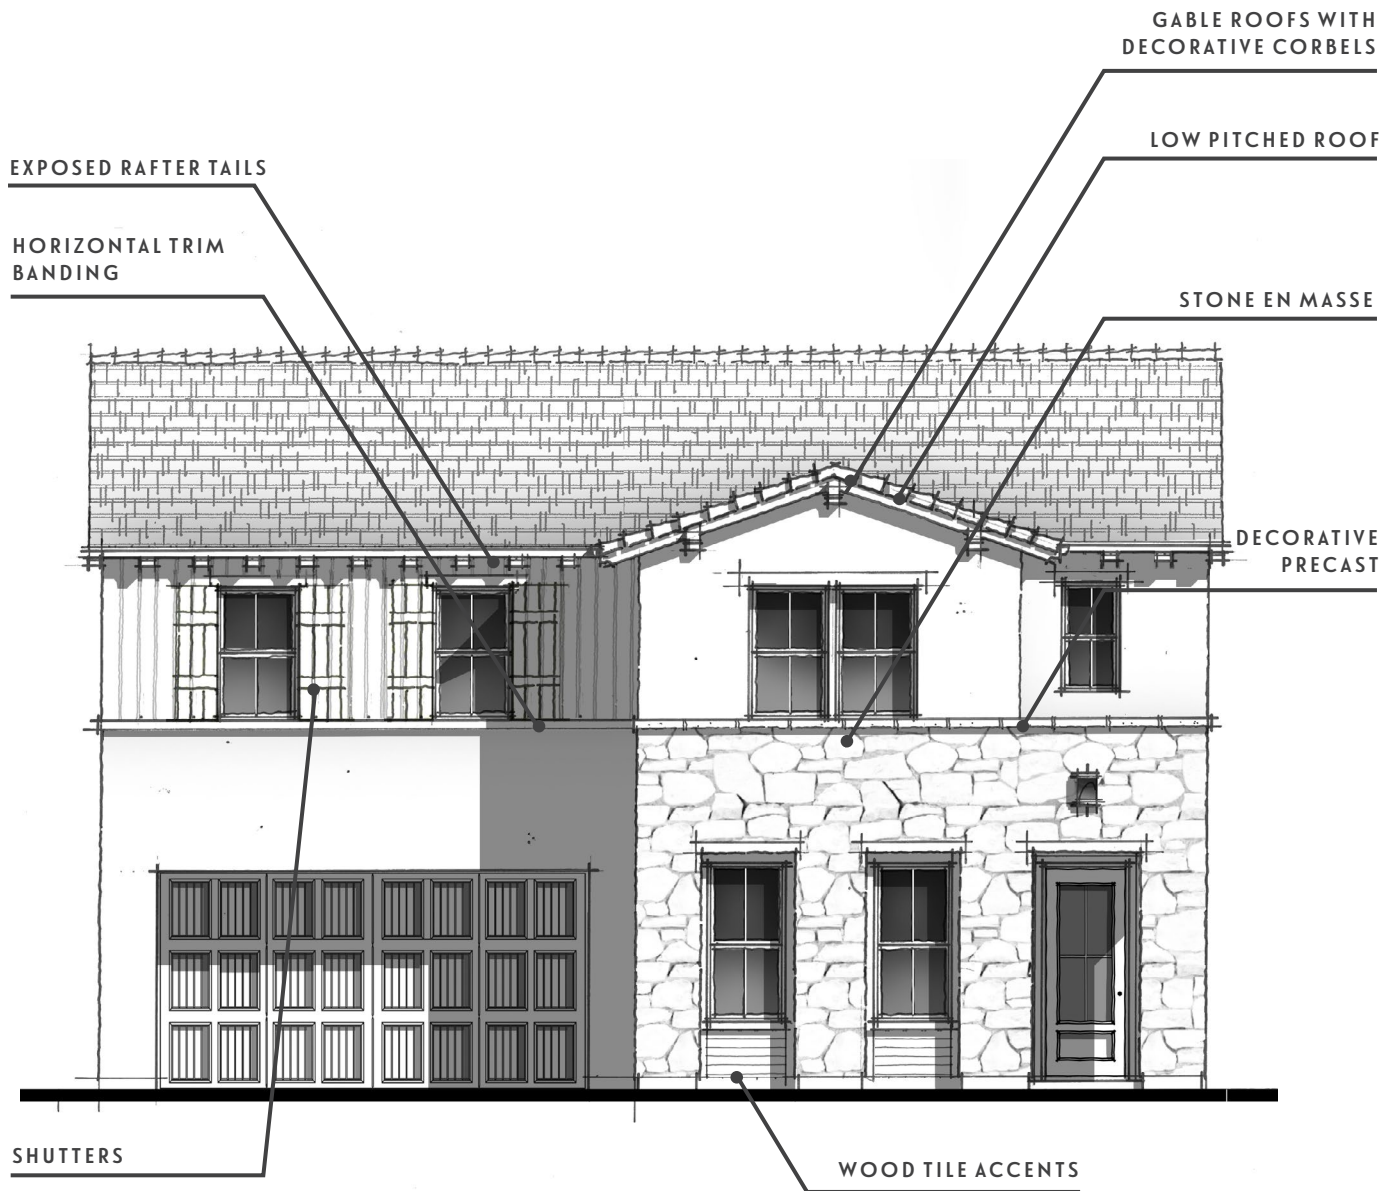 GABLE ROOFS WITH
DECORATIVE CORBELS
LOW PITCHED ROOF
EXPOSED RAFTER TAILS
HORIZONTAL TRIM
BANDING
STONE EN MASSE
DECORATIVE
PRECAST
SHUTTERS
WOOD TILE ACCENTS